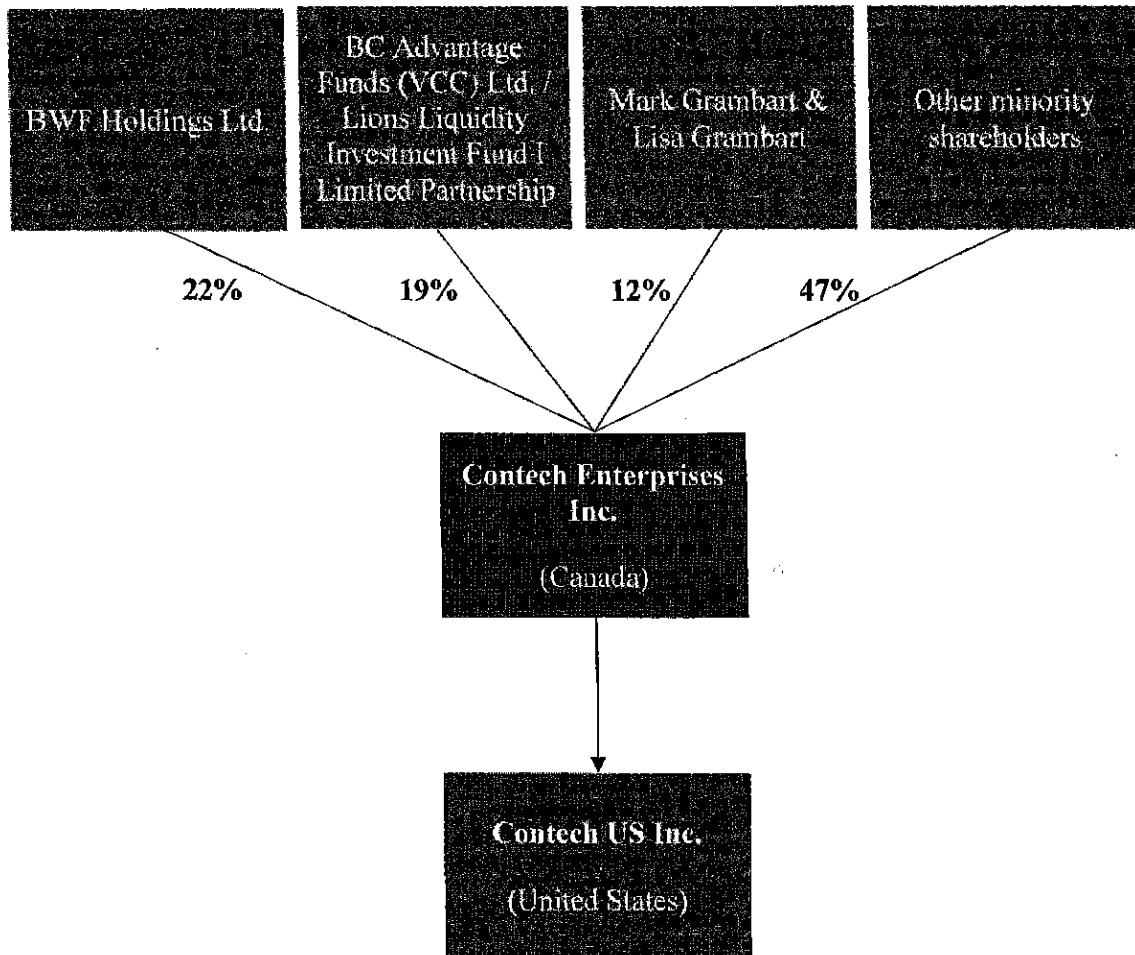 BWF Holdings Ltd.
BC Advantage
Funds (VCC) Ltd. /
Lions Liquidity
Investment Fund I
Limited Partnership
Mark Grambart &
Lisa Grambart
Other minority
shareholders
22%
19%
12%
47%
Contech Enterprises
Inc.
(Canada)
Contech US Inc.
(United States)